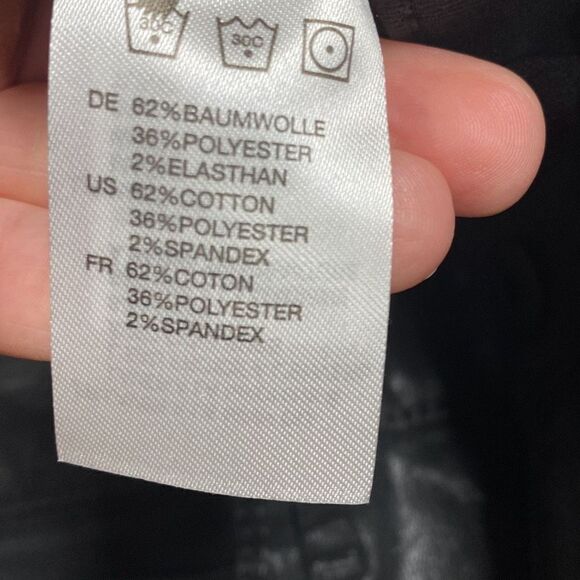 30C 30C
DE 62%BAUMWOLLE
36%POLYESTER
2%ELASTHAN
US 62%COTTON
36%POLYESTER
2%SPANDEX
FR 62%COTON
36%POLYESTER
2%SPANDEX